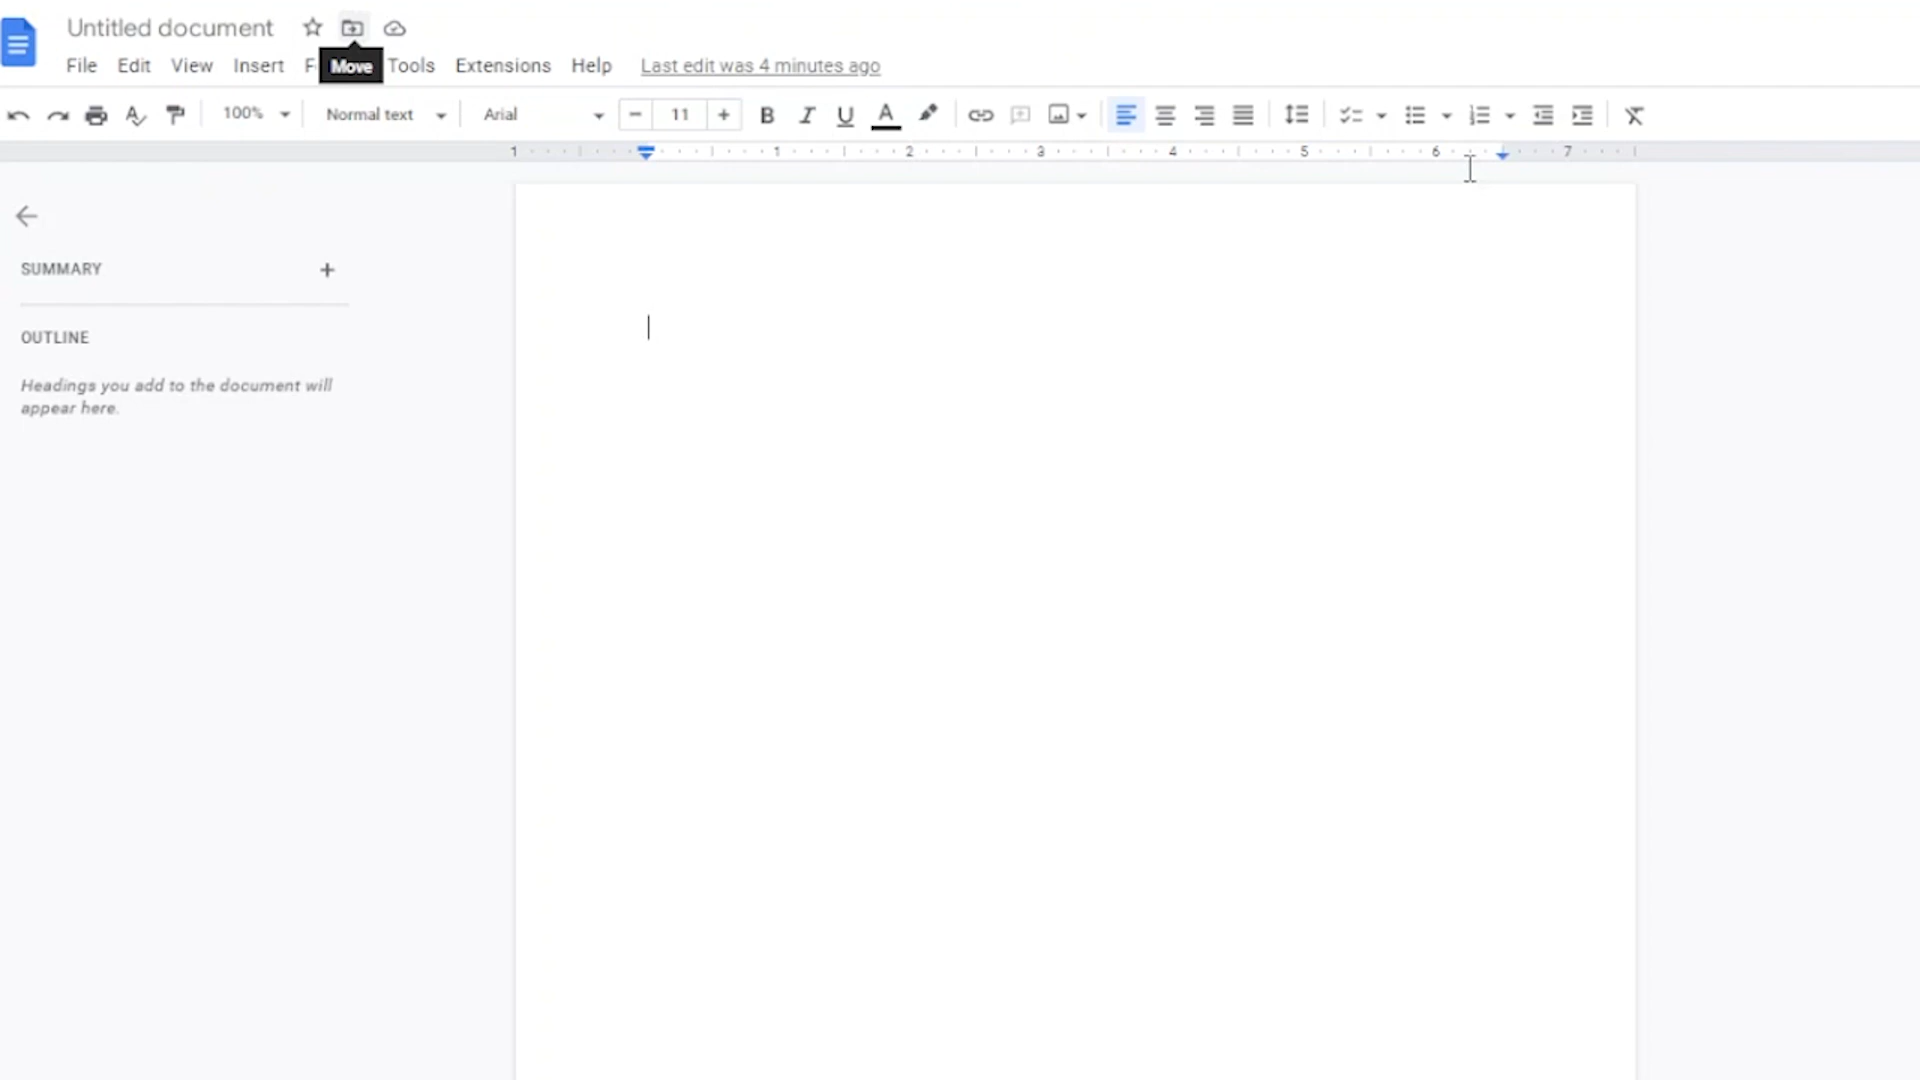 Untitled document
File Edit View Insert F Move Tools Extensions Help Last edit was 4 minutes ago
100% Normal text Arial 11 B I U A
1 1 2 3 4 5 6 7
SUMMARY
OUTLINE
Headings you add to the document will
appear here.